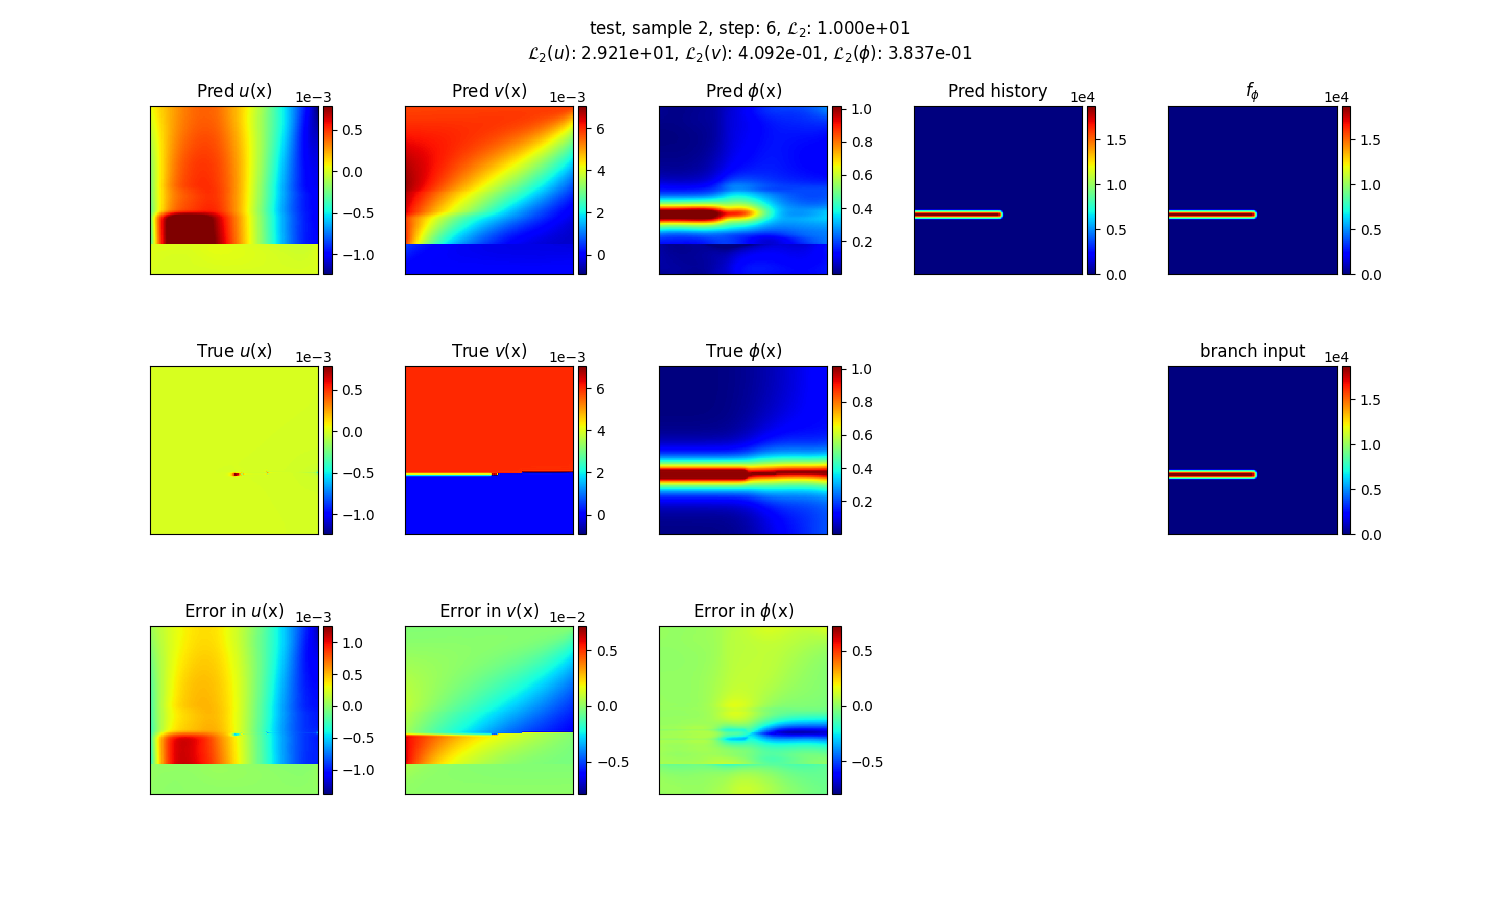 test, sample 2, step: 6, ℒ₂: 1.000e+01
ℒ₂(u): 2.921e+01, ℒ₂(v): 4.092e-01, ℒ₂(ϕ): 3.837e-01
Pred u(x) Pred v(x) Pred ϕ(x) Pred history f_ϕ
1e−3 1e−3 1e4 1e4
0.5 0.0 −0.5 −1.0
6 4 2 0
1.0 0.8 0.6 0.4 0.2
1.5 1.0 0.5 0.0
1.5 1.0 0.5 0.0
True u(x) True v(x) True ϕ(x) branch input
1e−3 1e−3 1e4
0.5 0.0 −0.5 −1.0
6 4 2 0
1.0 0.8 0.6 0.4 0.2
1.5 1.0 0.5 0.0
Error in u(x) Error in v(x) Error in ϕ(x)
1e−3 1e−2
1.0 0.5 0.0 −0.5 −1.0
0.5 0.0 −0.5
0.5 0.0 −0.5